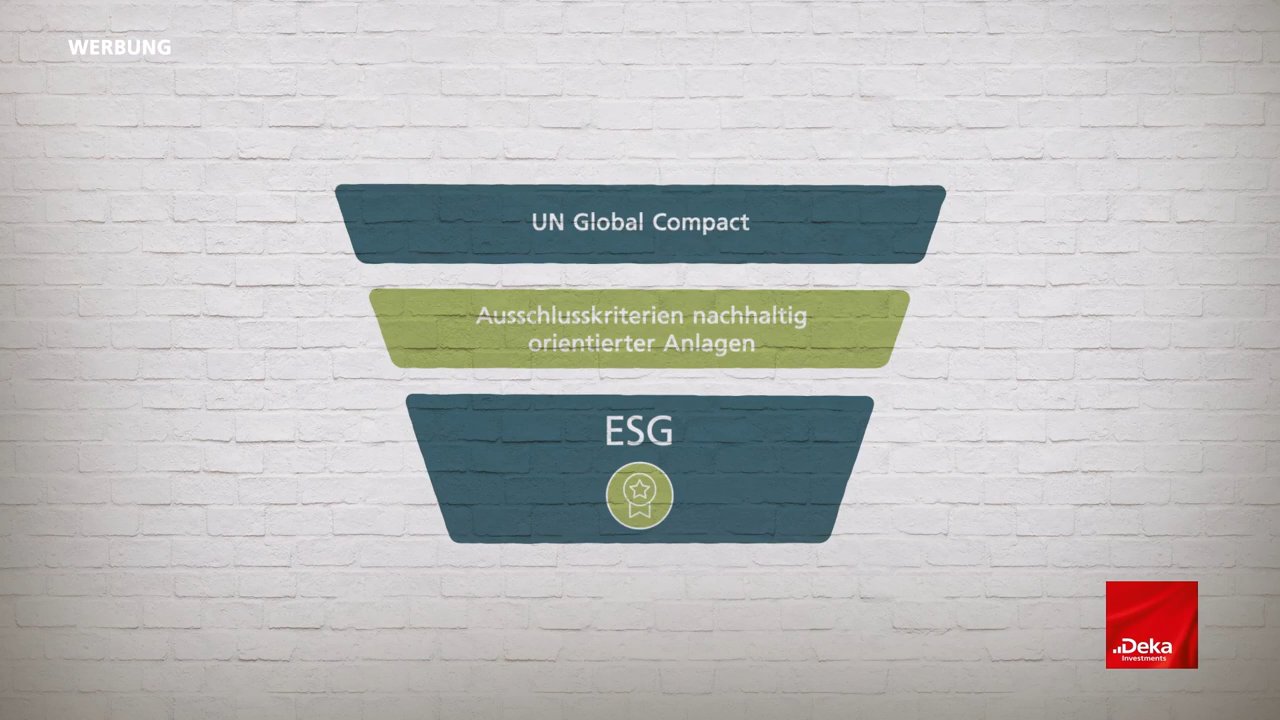 WERBUNG
UN Global Compact
Ausschlusskriterien nachhaltig
orientierter Anlagen
ESG
Deka
Investments